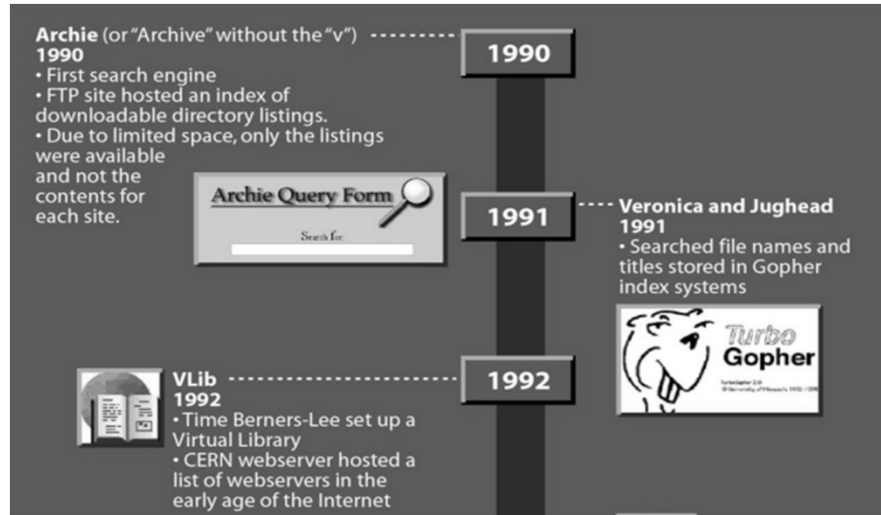 Archie (or “Archive” without the “v”)
1990
• First search engine
• FTP site hosted an index of
downloadable directory listings.
• Due to limited space, only the listings
were available
and not the
contents for
each site.
1990
Archie Query Form
Search for:
1991
Veronica and Jughead
1991
• Searched file names and
titles stored in Gopher
index systems
Turbo
Gopher
VLib
1992
• Time Berners-Lee set up a
Virtual Library
• CERN webserver hosted a
list of webservers in the
early age of the Internet
1992